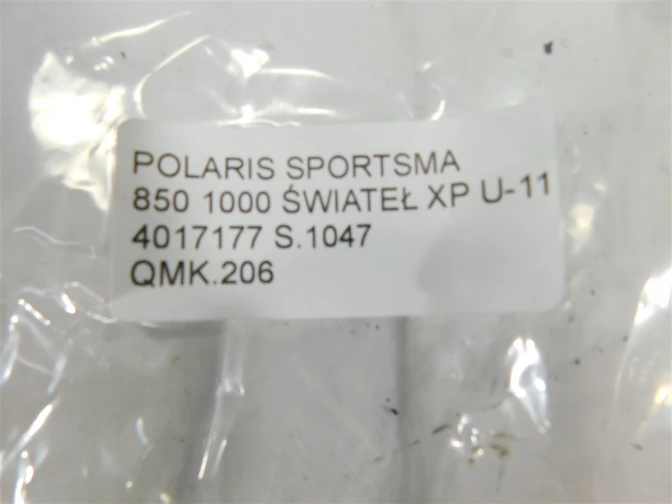 POLARIS SPORTSMA
850 1000 ŚWIATEŁ XP U-11
4017177 S.1047
QMK.206